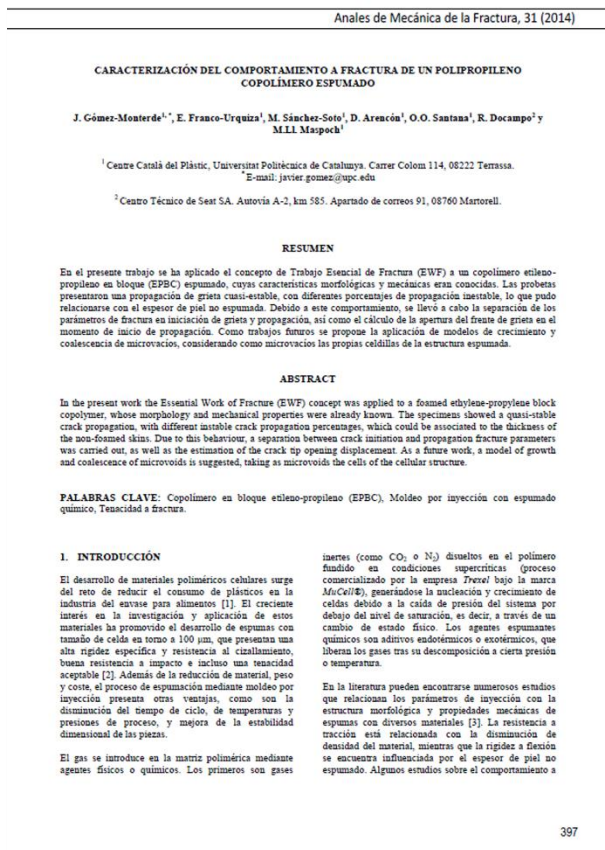 Anales de Mecánica de la Fractura, 31 (2014)
CARACTERIZACIÓN DEL COMPORTAMIENTO A FRACTURA DE UN POLIPROPILENO
COPOLÍMERO ESPUMADO
J. Gómez-Monterde1, *, E. Franco-Urquiza1, M. Sánchez-Soto1, D. Arencón1, O.O. Santana1, R. Docampo2 y
M.Ll. Maspoch1
1 Centre Català del Plàstic, Universitat Politècnica de Catalunya. Carrer Colom 114, 08222 Terrassa.
* E-mail: javier.gomez@upc.edu
2 Centro Técnico de Seat SA. Autovía A-2, km 585. Apartado de correos 91, 08760 Martorell.
RESUMEN
En el presente trabajo se ha aplicado el concepto de Trabajo Esencial de Fractura (EWF) a un copolímero etileno-
propileno en bloque (EPBC) espumado, cuyas características morfológicas y mecánicas eran conocidas. Las probetas
presentaron una propagación de grieta cuasi-estable, con diferentes porcentajes de propagación inestable, lo que pudo
relacionarse con el espesor de piel no espumada. Debido a este comportamiento, se llevó a cabo la separación de los
parámetros de fractura en iniciación de grieta y propagación, así como el cálculo de la apertura del frente de grieta en el
momento de inicio de propagación. Como trabajos futuros se propone la aplicación de modelos de crecimiento y
coalescencia de microvacíos, considerando como microvacíos las propias celdillas de la estructura espumada.
ABSTRACT
In the present work the Essential Work of Fracture (EWF) concept was applied to a foamed ethylene-propylene block
copolymer, whose morphology and mechanical properties were already known. The specimens showed a quasi-stable
crack propagation, with different instable crack propagation percentages, which could be associated to the thickness of
the non-foamed skins. Due to this behaviour, a separation between crack initiation and propagation fracture parameters
was carried out, as well as the estimation of the crack tip opening displacement. As a future work, a model of growth
and coalescence of microvoids is suggested, taking as microvoids the cells of the cellular structure.
PALABRAS CLAVE: Copolímero en bloque etileno-propileno (EPBC), Moldeo por inyección con espumado
químico, Tenacidad a fractura.
1. INTRODUCCIÓN
El desarrollo de materiales poliméricos celulares surge
del reto de reducir el consumo de plásticos en la
industria del envase para alimentos [1]. El creciente
interés en la investigación y aplicación de estos
materiales ha promovido el desarrollo de espumas con
tamaño de celda en torno a 100 μm, que presentan una
alta rigidez específica y resistencia al cizallamiento,
buena resistencia a impacto e incluso una tenacidad
aceptable [2]. Además de la reducción de material, peso
y coste, el proceso de espumación mediante moldeo por
inyección presenta otras ventajas, como son la
disminución del tiempo de ciclo, de temperaturas y
presiones de proceso, y mejora de la estabilidad
dimensional de las piezas.
El gas se introduce en la matriz polimérica mediante
agentes físicos o químicos. Los primeros son gases
inertes (como CO2 o N2) disueltos en el polímero
fundido en condiciones supercríticas (proceso
comercializado por la empresa Trexel bajo la marca
MuCell®), generándose la nucleación y crecimiento de
celdas debido a la caída de presión del sistema por
debajo del nivel de saturación, es decir, a través de un
cambio de estado físico. Los agentes espumantes
químicos son aditivos endotérmicos o exotérmicos, que
liberan los gases tras su descomposición a cierta presión
o temperatura.
En la literatura pueden encontrarse numerosos estudios
que relacionan los parámetros de inyección con la
estructura morfológica y propiedades mecánicas de
espumas con diversos materiales [3]. La resistencia a
tracción está relacionada con la disminución de
densidad del material, mientras que la rigidez a flexión
se encuentra influenciada por el espesor de piel no
espumado. Algunos estudios sobre el comportamiento a
397